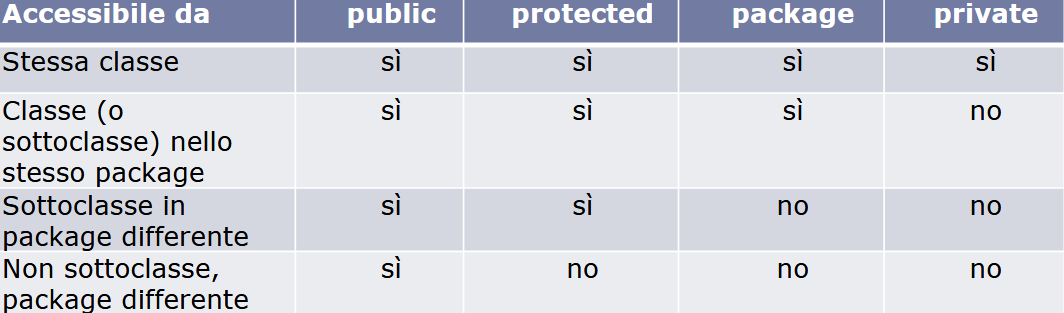 Accessibile da public protected package private
Stessa classe sì sì sì sì
Classe (o sì sì sì no
sottoclasse) nello
stesso package
Sottoclasse in sì sì no no
package differente
Non sottoclasse, sì no no no
package differente